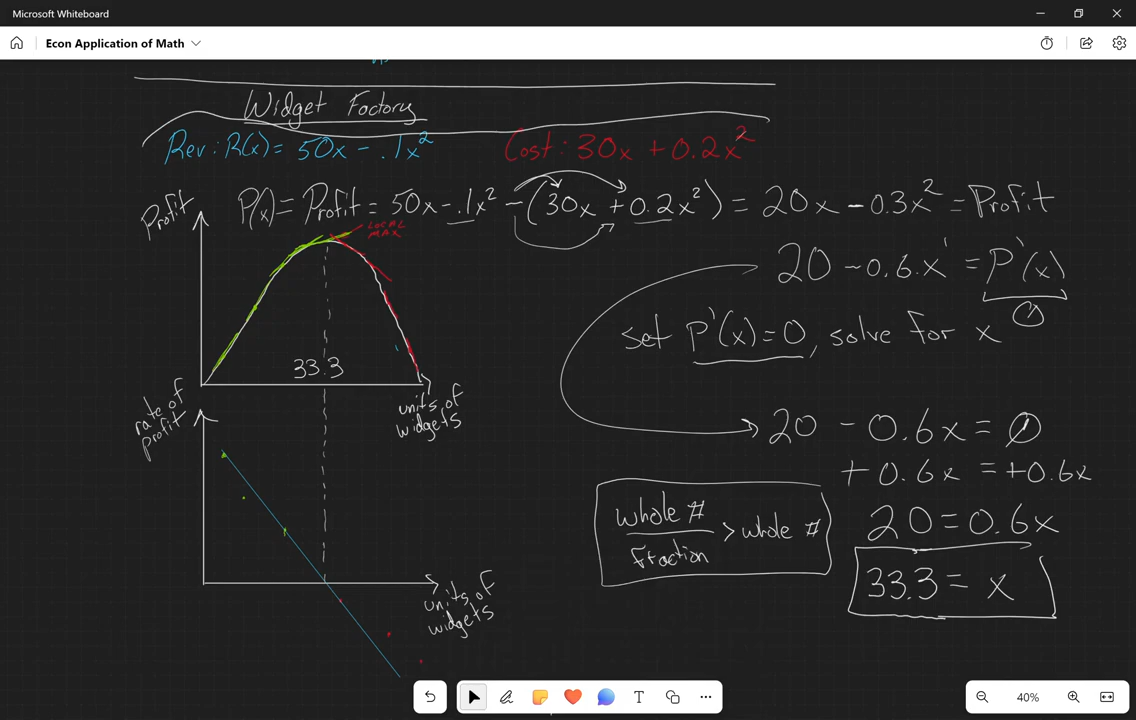 Microsoft Whiteboard
Econ Application of Math
Widget Factory
Rev: R(x) = 50x - .1x²
Cost: 30x + 0.2x²
P(x) = Profit = 50x - .1x² - (30x + 0.2x²) = 20x - 0.3x² = Profit
Profit
LOCAL
MAX
20 - 0.6x' = P'(x)
0
set P'(x) = 0, solve for x
33.3
units of
widgets
rate of
profit
20 - 0.6x = 0
+ 0.6x = +0.6x
20 = 0.6x
33.3 = x
whole #
fraction
> whole #
units of
widgets
40%